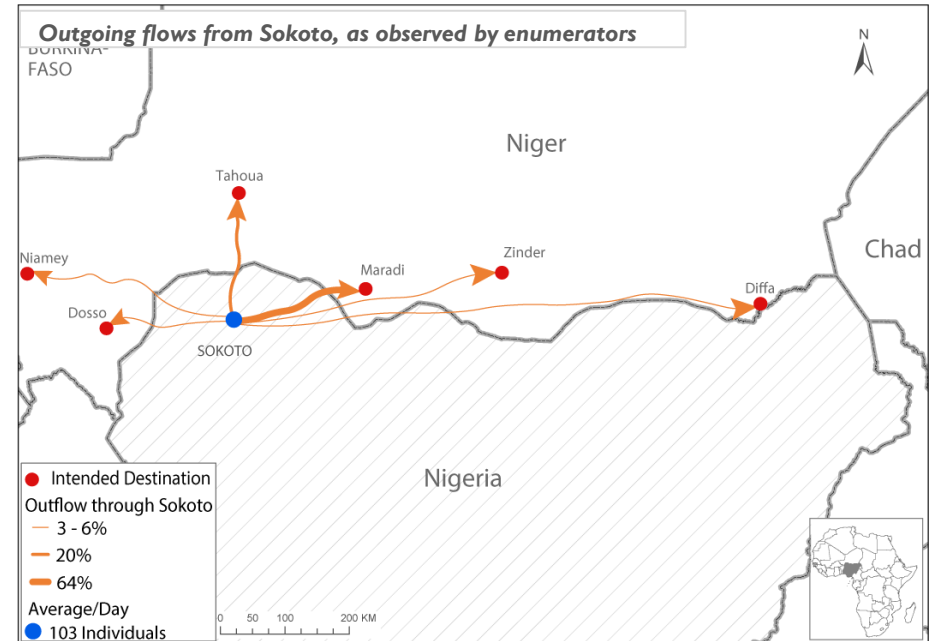 Outgoing flows from Sokoto, as observed by enumerators
BURKINA-
FASO
N
Niger
Tahoua
Chad
Niamey
Zinder
Maradi
Diffa
Dosso
SOKOTO
Nigeria
Intended Destination
Outflow through Sokoto
3 - 6%
20%
64%
Average/Day
103 Individuals
0 50 100 200 KM